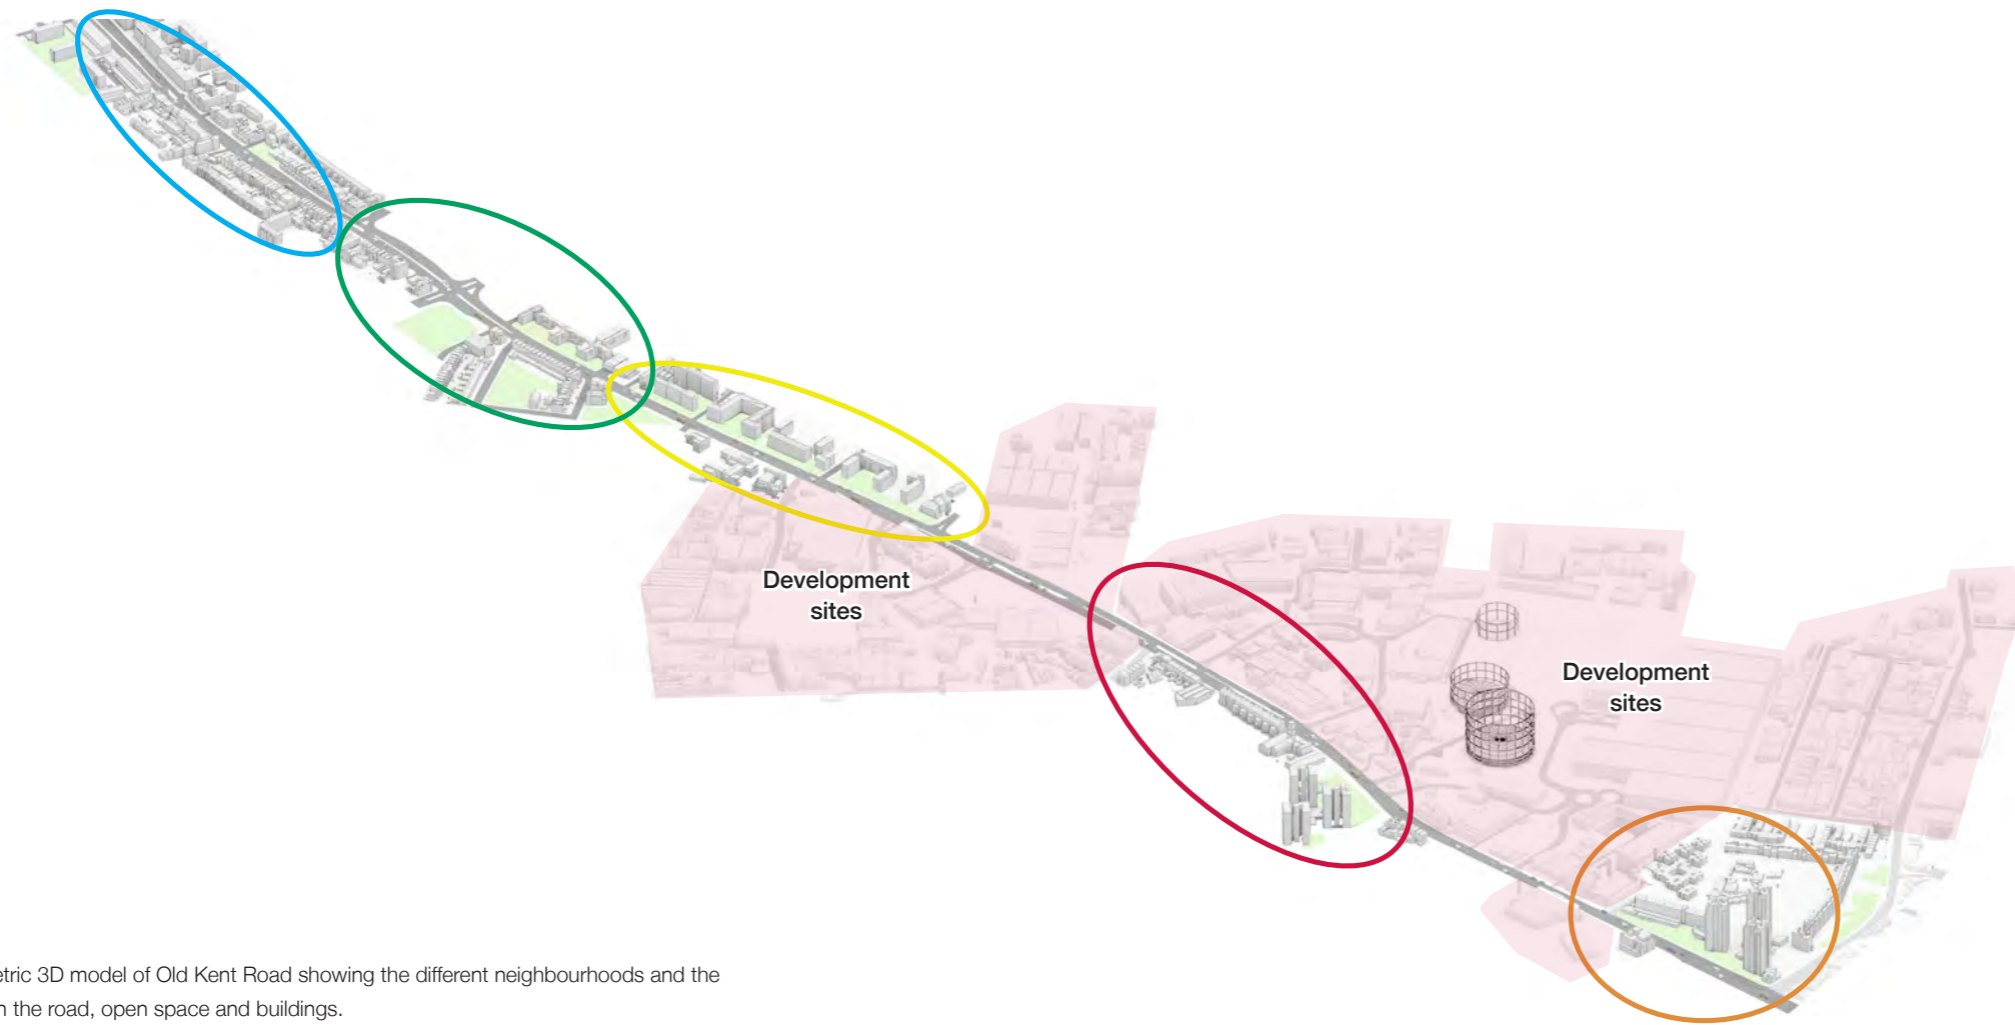 Development
sites
Development
sites
etric 3D model of Old Kent Road showing the different neighbourhoods and the
n the road, open space and buildings.